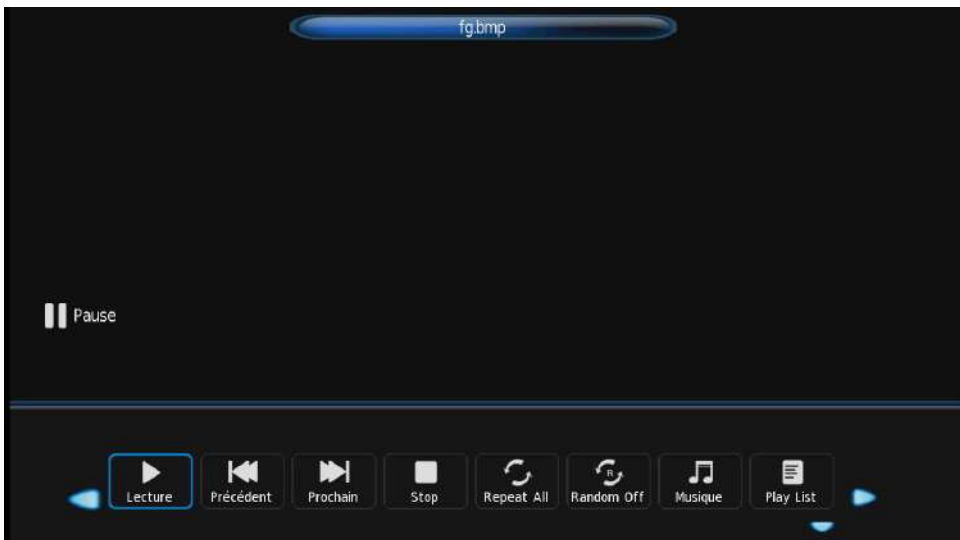 fg.bmp
Pause
Lecture
Précédent
Prochain
Stop
Repeat All
Random Off
Musique
Play List